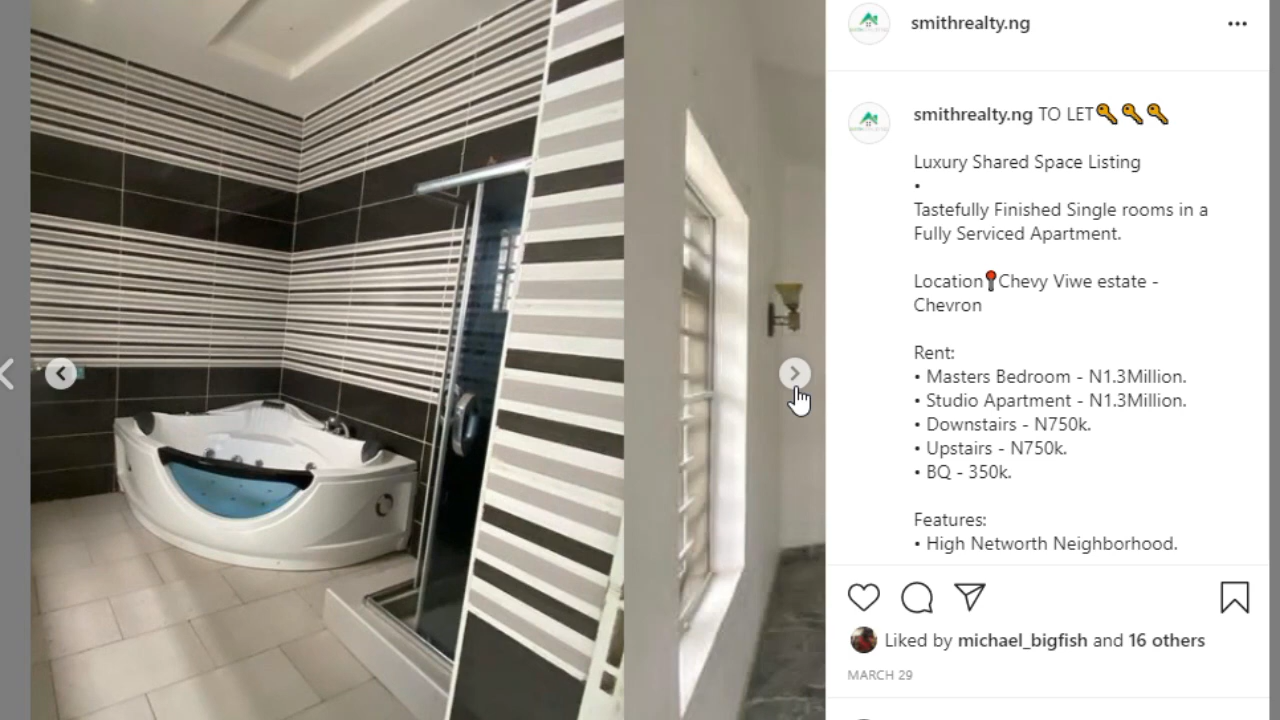 smithrealty.ng
smithrealty.ng TO LET
Luxury Shared Space Listing
•
Tastefully Finished Single rooms in a
Fully Serviced Apartment.
Location📍Chevy Viwe estate -
Chevron
Rent:
• Masters Bedroom - N1.3Million.
• Studio Apartment - N1.3Million.
• Downstairs - N750k.
• Upstairs - N750k.
• BQ - 350k.
Features:
• High Networth Neighborhood.
Liked by michael_bigfish and 16 others
MARCH 29